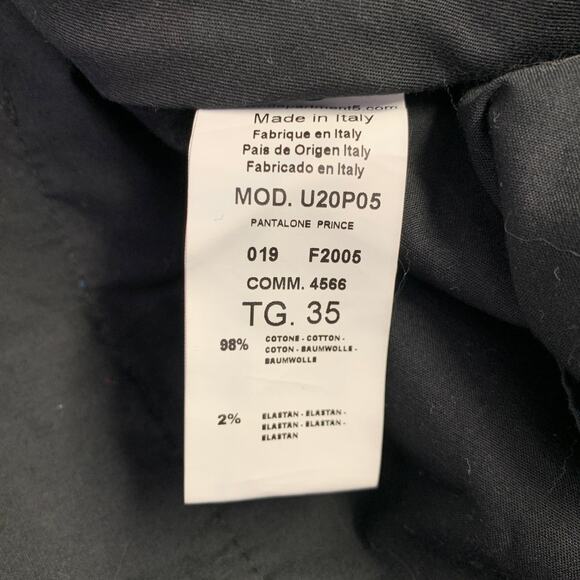 Made in Italy
Fabrique en Italy
Pais de Origen Italy
Fabricado en Italy
MOD. U20P05
PANTALONE PRINCE
019 F2005
COMM. 4566
TG. 35
98% COTONE - COTTON -
COTON - BAUMWOLLE -
BAUMWOLLE
2% ELASTAN - ELASTAN -
ELASTAN - ELASTAN -
ELASTAN